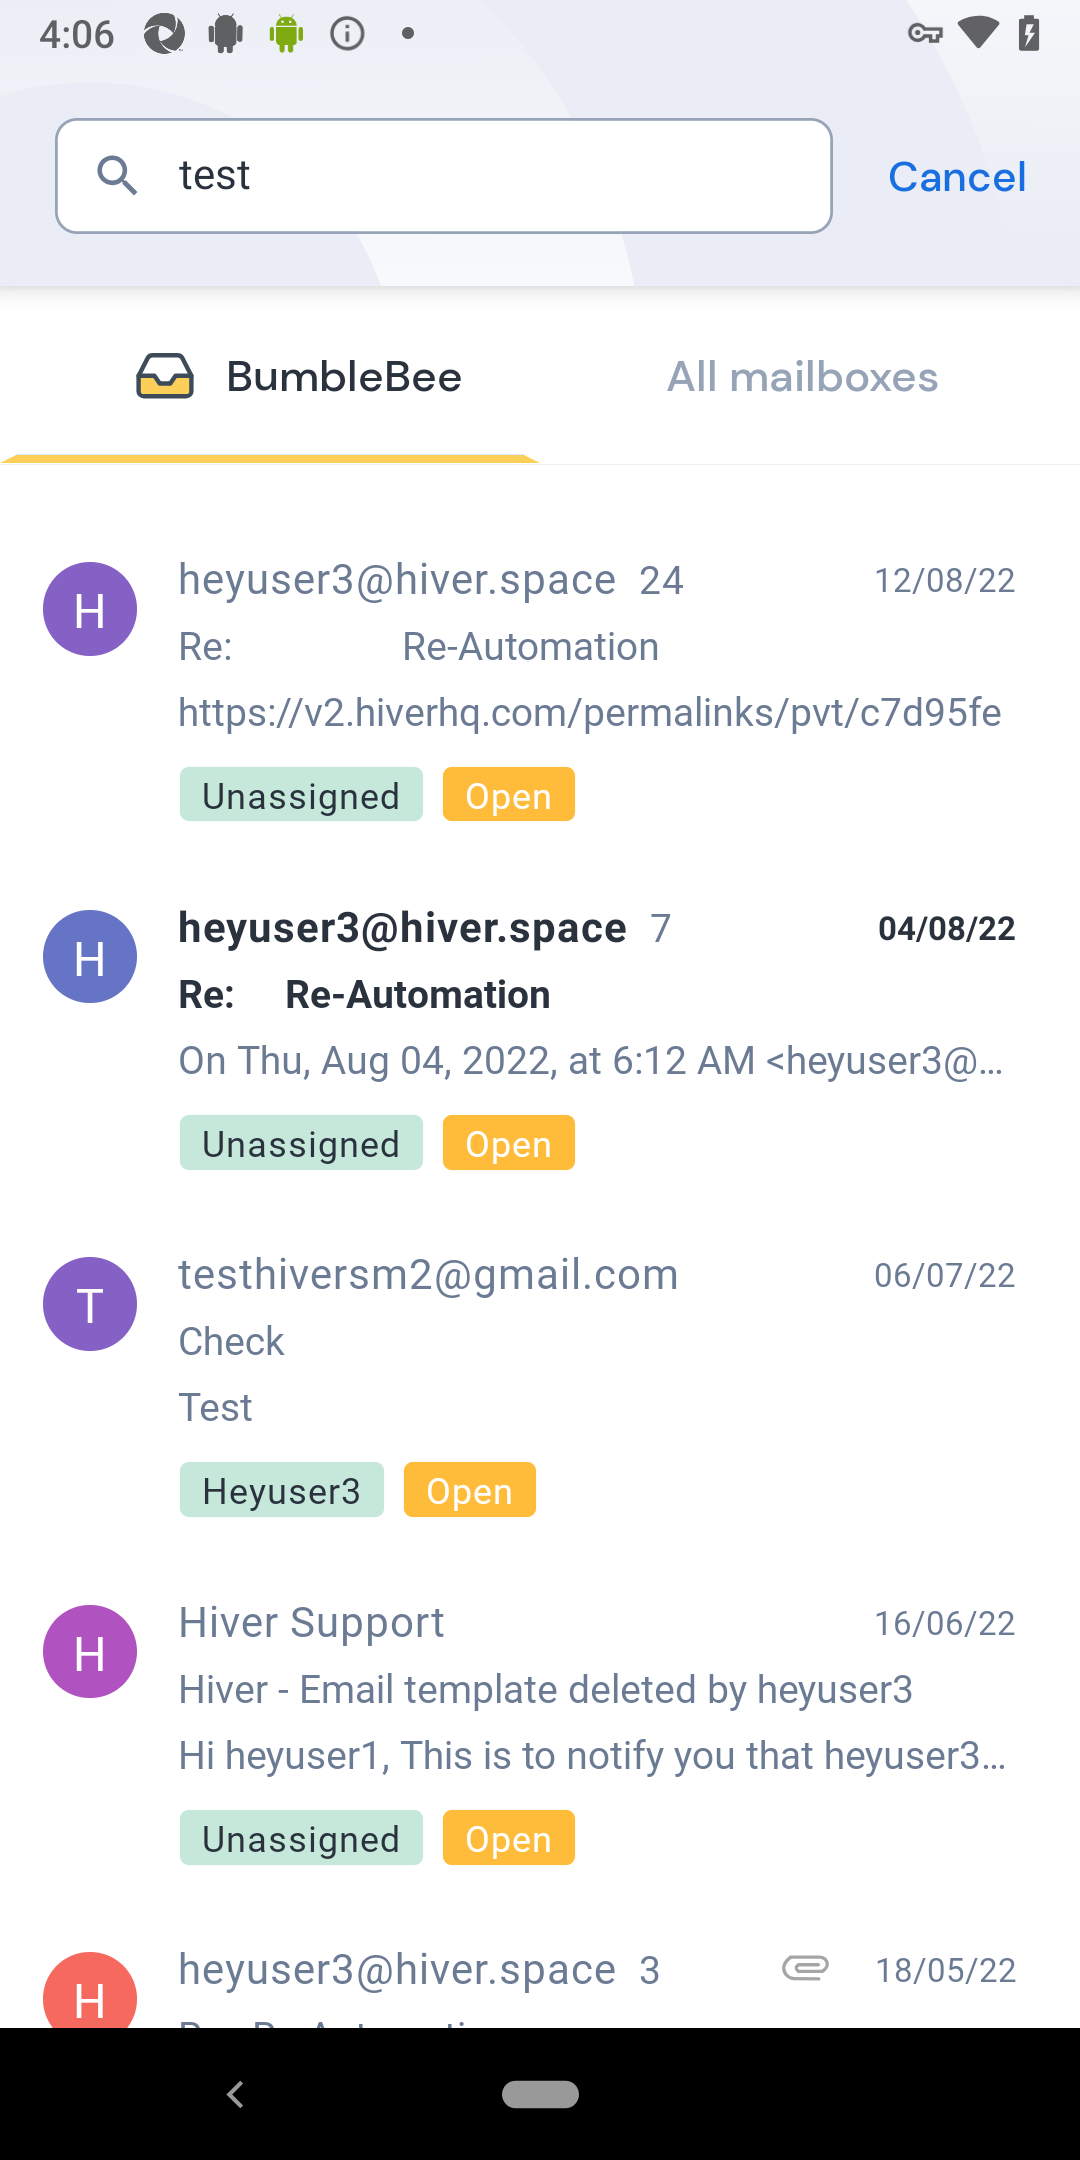 4:06
test
Cancel
BumbleBee
All mailboxes
H
heyuser3@hiver.space 24
12/08/22
Re: Re-Automation
https://v2.hiverhq.com/permalinks/pvt/c7d95fe
Unassigned
Open
H
heyuser3@hiver.space 7
04/08/22
Re: Re-Automation
On Thu, Aug 04, 2022, at 6:12 AM <heyuser3@...
Unassigned
Open
T
testhiversm2@gmail.com
06/07/22
Check
Test
Heyuser3
Open
H
Hiver Support
16/06/22
Hiver - Email template deleted by heyuser3
Hi heyuser1, This is to notify you that heyuser3...
Unassigned
Open
H
heyuser3@hiver.space 3
18/05/22